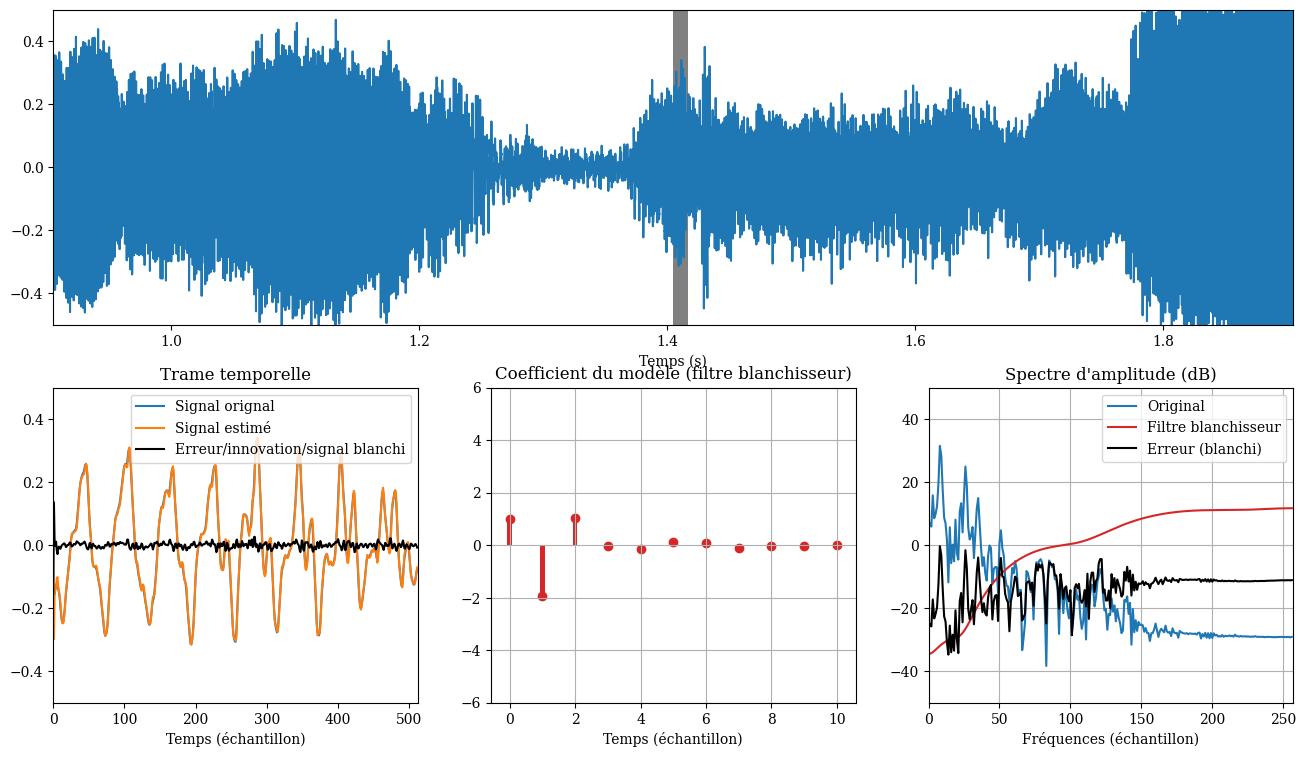 0.4
0.2
0.0
−0.2
−0.4
1.0 1.2 1.4 1.6 1.8
Temps (s)
Trame temporelle
0.4
0.2
0.0
−0.2
−0.4
Signal orignal
Signal estimé
Erreur/innovation/signal blanchi
0 100 200 300 400 500
Temps (échantillon)
Coefficient du modèle (filtre blanchisseur)
6
4
2
0
−2
−4
−6
0 2 4 6 8 10
Temps (échantillon)
Spectre d'amplitude (dB)
40
20
0
−20
−40
Original
Filtre blanchisseur
Erreur (blanchi)
0 50 100 150 200 250
Fréquences (échantillon)